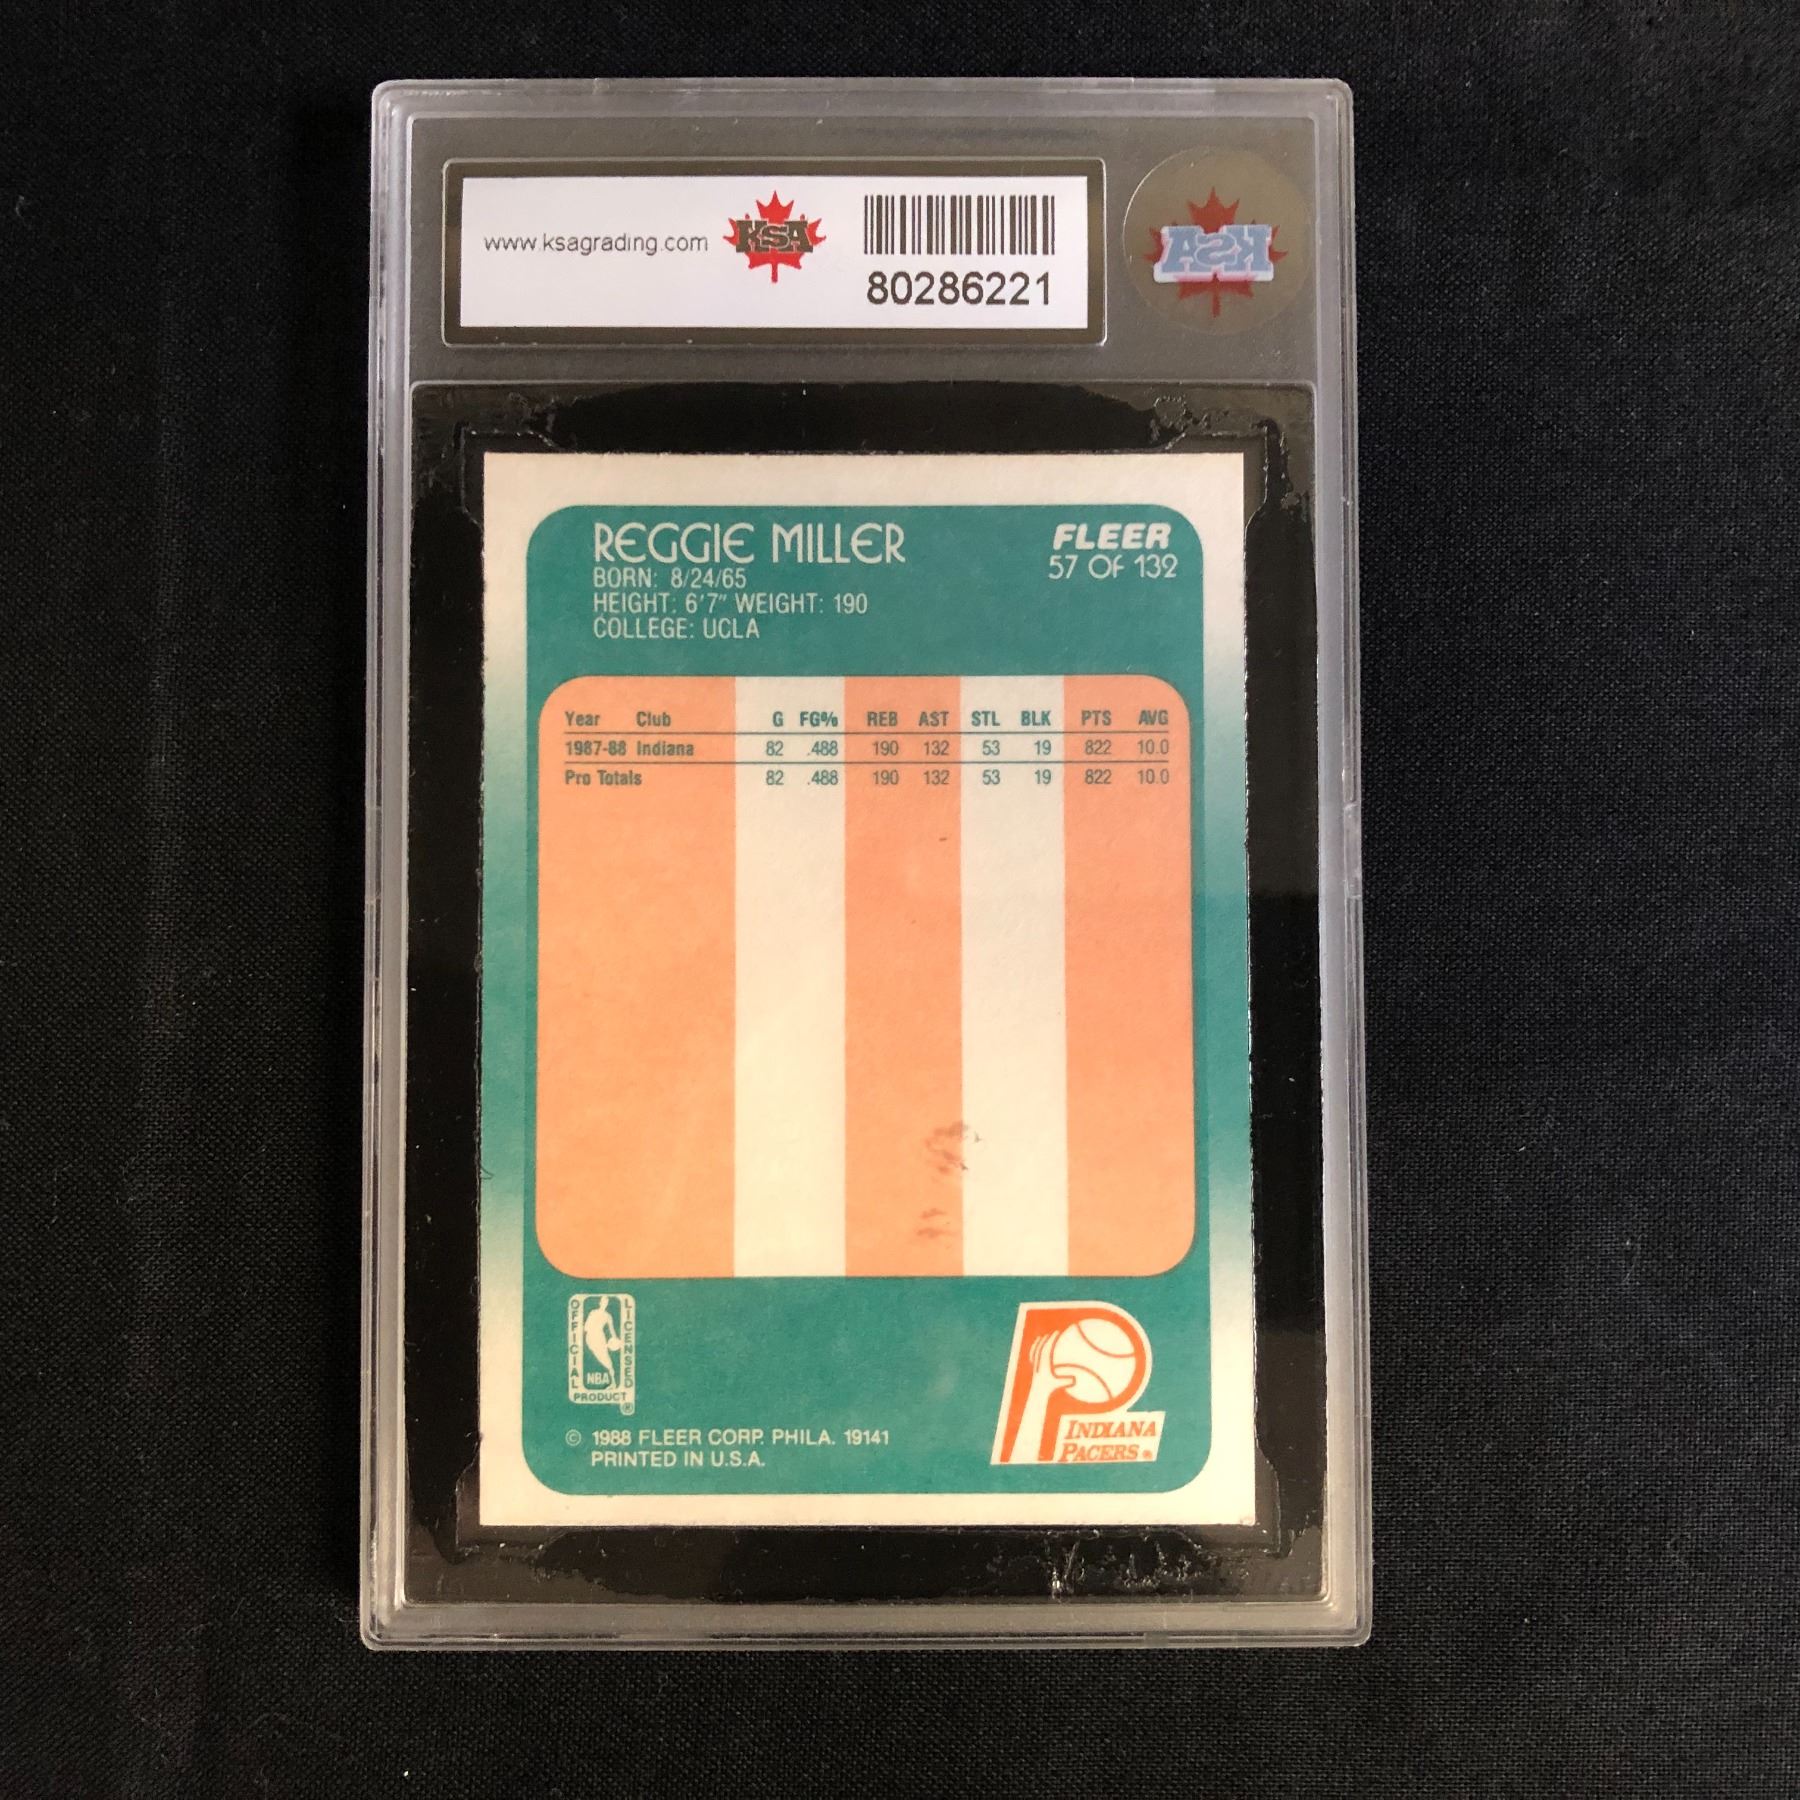 www.ksagrading.com
KSA
80286221
KSA
REGGIE MILLER
FLEER
57 OF 132
BORN: 8/24/65
HEIGHT: 6'7" WEIGHT: 190
COLLEGE: UCLA
Year Club G FG% REB AST STL BLK PTS AVG
1987-88 Indiana 82 .488 190 132 53 19 822 10.0
Pro Totals 82 .488 190 132 53 19 822 10.0
OFFICIAL LICENSED
NBA
PRODUCT
®
INDIANA
PACERS®
© 1988 FLEER CORP. PHILA. 19141
PRINTED IN U.S.A.